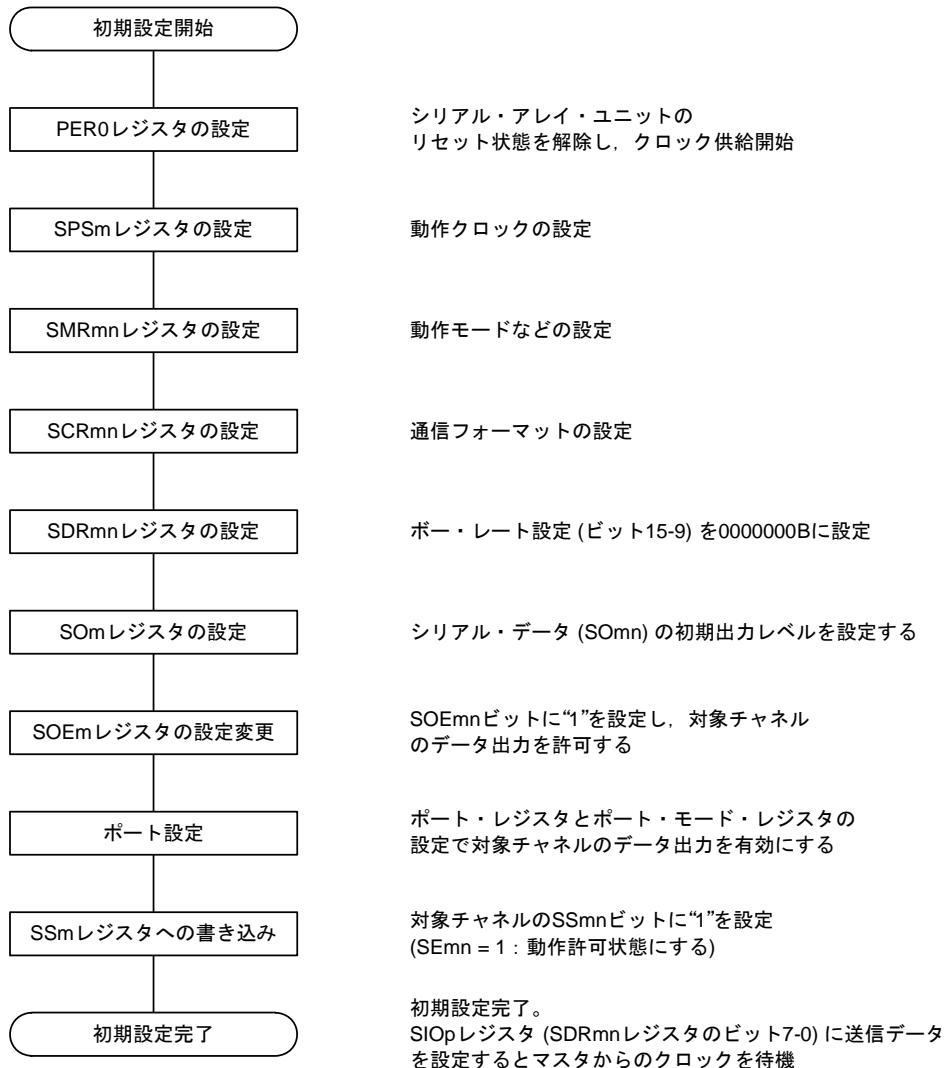 初期設定開始
PER0レジスタの設定
シリアル・アレイ・ユニットの
リセット状態を解除し，クロック供給開始
SPSmレジスタの設定
動作クロックの設定
SMRmnレジスタの設定
動作モードなどの設定
SCRmnレジスタの設定
通信フォーマットの設定
SDRmnレジスタの設定
ボー・レート設定 (ビット15-9) を0000000Bに設定
SOmレジスタの設定
シリアル・データ (SOmn) の初期出力レベルを設定する
SOEmレジスタの設定変更
SOEmnビットに“1”を設定し，対象チャネル
のデータ出力を許可する
ポート設定
ポート・レジスタとポート・モード・レジスタの
設定で対象チャネルのデータ出力を有効にする
SSmレジスタへの書き込み
対象チャネルのSSmnビットに“1”を設定
(SEmn = 1：動作許可状態にする)
初期設定完了
初期設定完了。
SIOpレジスタ (SDRmnレジスタのビット7-0) に送信データ
を設定するとマスタからのクロックを待機